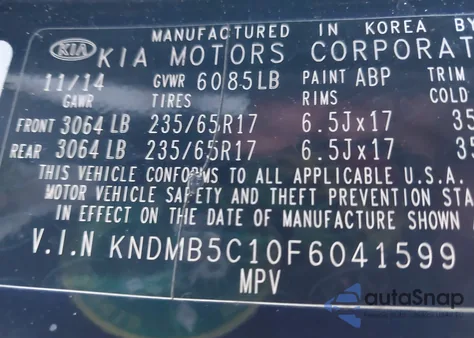 MANUFACTURED IN KOREA BY
KIA KIA MOTORS CORPORAT
11/14 GVWR 6085LB PAINT ABP TRIM
GAWR TIRES RIMS COLD
FRONT 3064 LB 235/65R17 6.5Jx17 35
REAR 3064 LB 235/65R17 6.5Jx17 35
THIS VEHICLE CONFORMS TO ALL APPLICABLE U.S.A.
MOTOR VEHICLE SAFETY AND THEFT PREVENTION STA
IN EFFECT ON THE DATE OF MANUFACTURE SHOWN
V.I.N KNDMB5C10F6041599
MPV
autoSnap